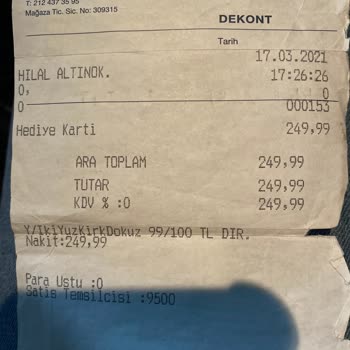 T: 212 437 35 95
Mağaza Tic. Sic. No: 309315
DEKONT
Tarih
17.03.2021
HILAL ALTINOK. 17:26:26
0, 0
0 000153
Hediye Karti 249,99
ARA TOPLAM 249,99
TUTAR 249,99
KDV % :0 249,99
Y/IkiYuzKirkDokuz 99/100 TL DIR.
Nakit:249,99
Para Ustu :0
Satis Temsilcisi :9500